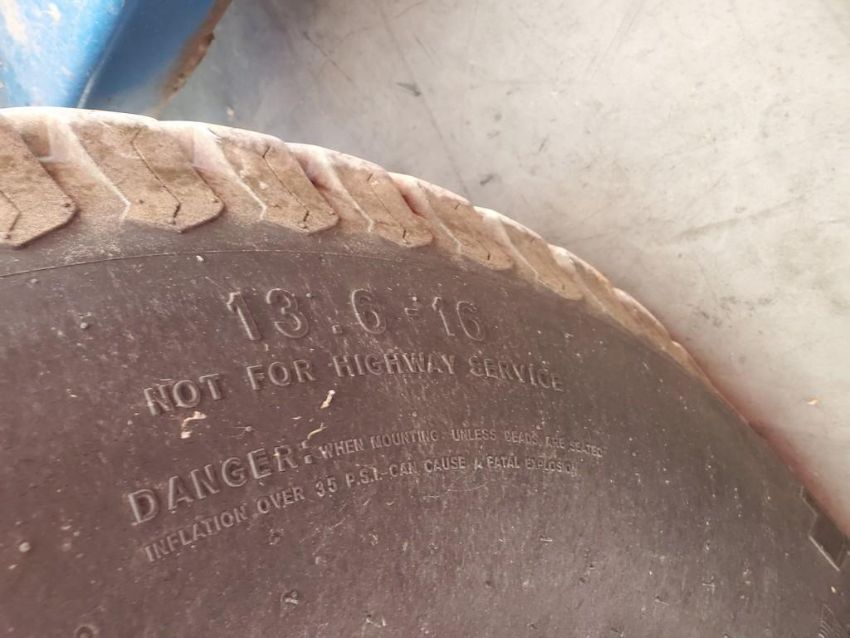 13.6-16
NOT FOR HIGHWAY SERVICE
DANGER: WHEN MOUNTING, UNLESS BEADS ARE SEATED
INFLATION OVER 35 P.S.I. CAN CAUSE A FATAL EXPLOSION